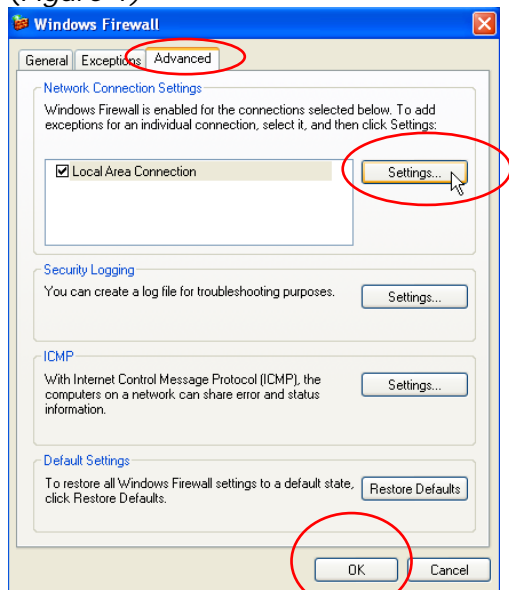 (Figure 4)
Windows Firewall
General Exceptions Advanced
Network Connection Settings
Windows Firewall is enabled for the connections selected below. To add
exceptions for an individual connection, select it, and then click Settings:
Local Area Connection
Settings...
Security Logging
You can create a log file for troubleshooting purposes.
Settings...
ICMP
With Internet Control Message Protocol (ICMP), the
computers on a network can share error and status
information.
Settings...
Default Settings
To restore all Windows Firewall settings to a default state,
click Restore Defaults.
Restore Defaults
OK Cancel